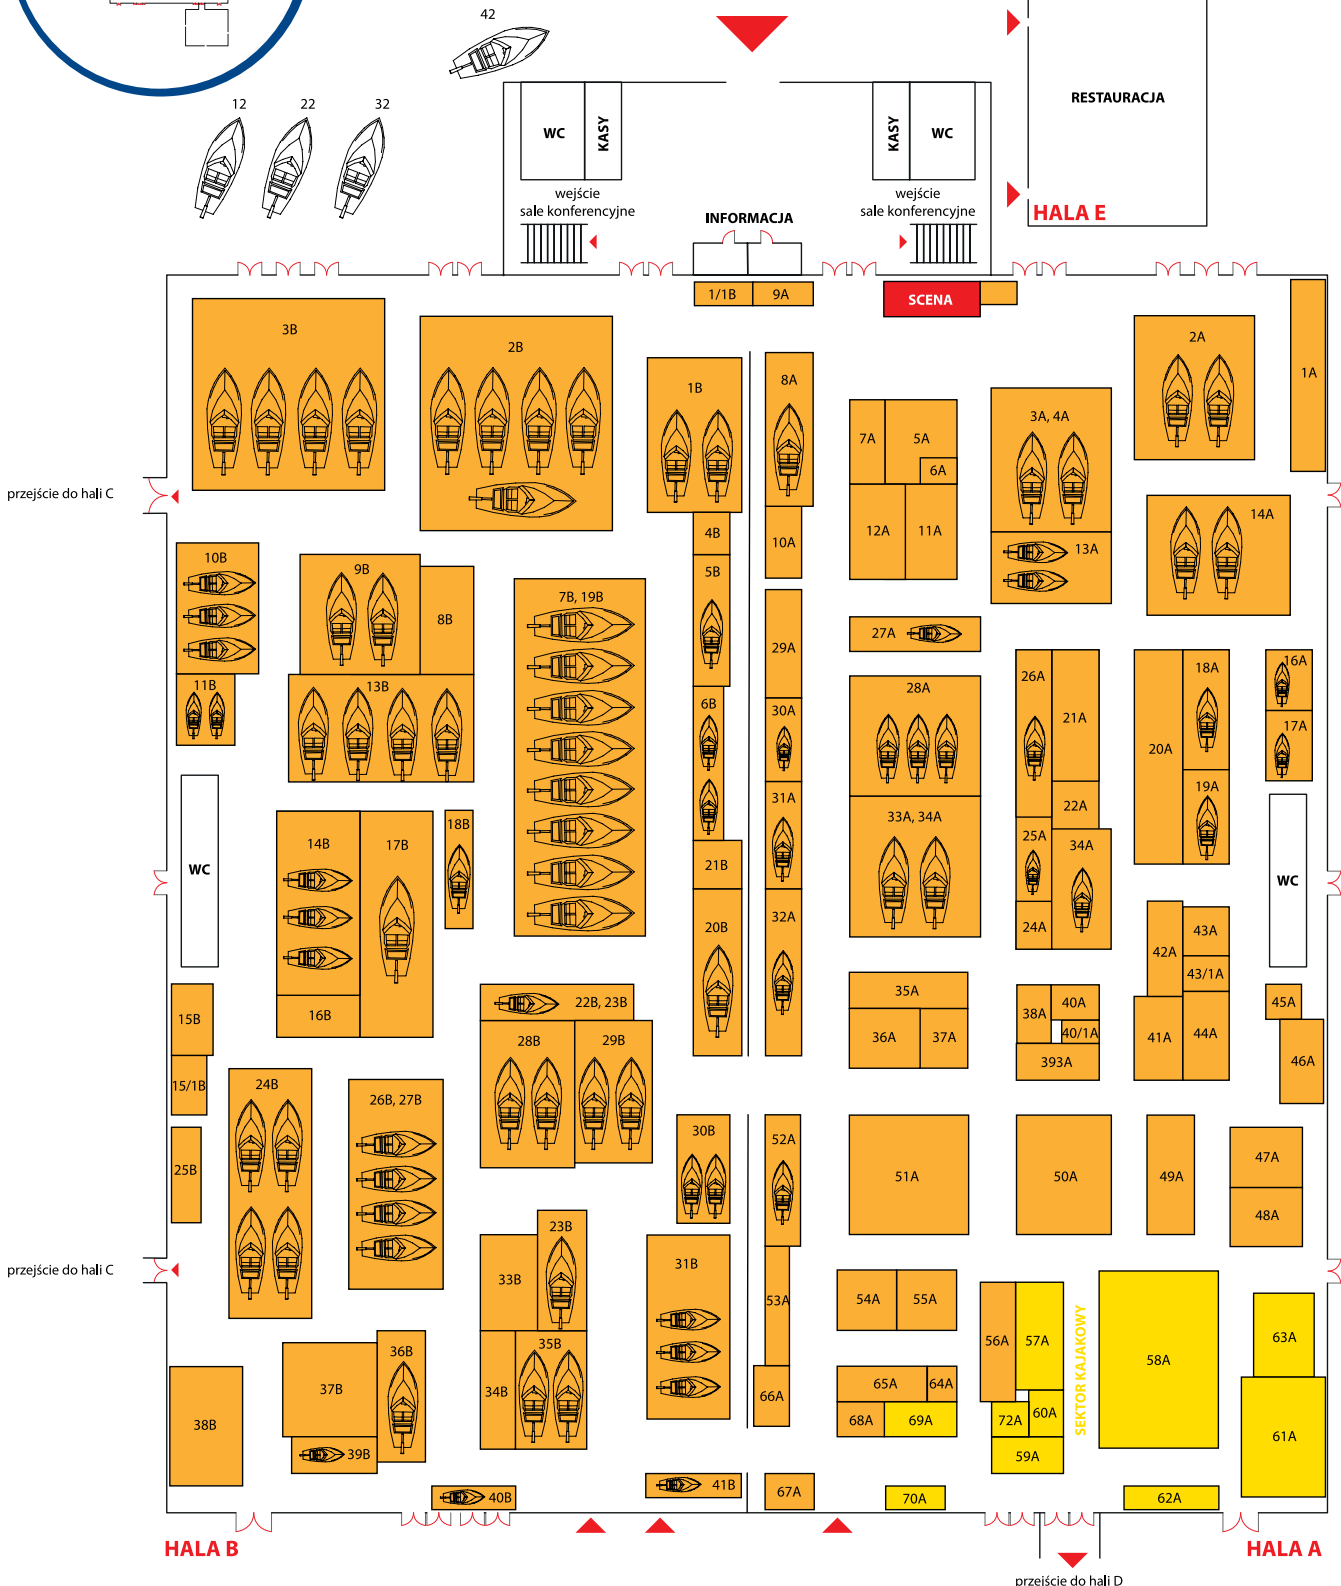 42
12 22 32
WC KASY
KASY WC
RESTAURACJA
wejście
sale konferencyjne
wejście
sale konferencyjne
INFORMACJA
HALA E
1/1B 9A
SCENA
3B
2B
1B
8A
2A
1A
3A, 4A
7A 5A
6A
przejście do hali C
12A 11A
14A
4B
10A
13A
10B
9B
5B
7B, 19B
8B
27A
29A
11B
13B
6B
30A
28A
26A
21A
20A
18A
16A
17A
19A
31A
22A
33A, 34A
25A
34A
14B
17B
18B
WC
21B
WC
20B
32A
24A
42A
43A
43/1A
35A
38A
40A
40/1A
393A
41A
44A
45A
46A
36A 37A
15B
16B
22B, 23B
28B
29B
15/1B
24B
26B, 27B
25B
30B
52A
51A
50A
49A
47A
48A
23B
33B
31B
53A
przejście do hali C
54A 55A
56A
57A
SEKTOR KAJAKOWY
58A
63A
36B
35B
37B
34B
66A
65A 64A
68A 69A
72A
60A
59A
61A
38B
39B
40B
41B
67A
70A
62A
HALA B
HALA A
przejście do hali D